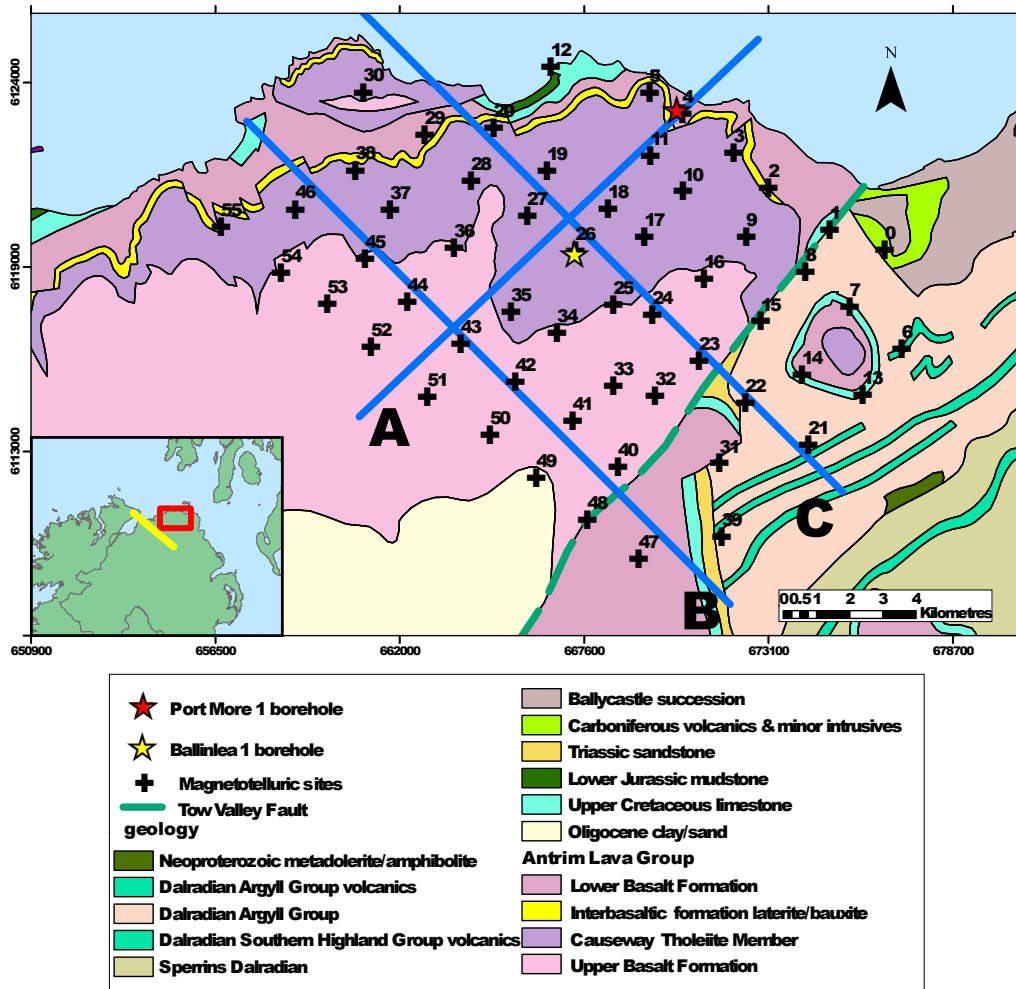 12
N
6124000
30
5
4
29
20
11
3
38
28
19
2
10
46
37
27
18
55
17
9
1
36
26
0
45
54
8
6119000
16
44
53
25
7
35
24
15
34
43
52
6
23
14
42
33
13
51
32
22
A
41
50
21
6113000
40
31
49
C
48
39
47
00.51 2 3 4
Kilometres
B
650900 656500 662000 667600 673100 678700
Port More 1 borehole
Ballinlea 1 borehole
Magnetotelluric sites
Tow Valley Fault
geology
Neoproterozoic metadolerite/amphibolite
Dalradian Argyll Group volcanics
Dalradian Argyll Group
Dalradian Southern Highland Group volcanics
Sperrins Dalradian
Ballycastle succession
Carboniferous volcanics & minor intrusives
Triassic sandstone
Lower Jurassic mudstone
Upper Cretaceous limestone
Oligocene clay/sand
Antrim Lava Group
Lower Basalt Formation
Interbasaltic formation laterite/bauxite
Causeway Tholeiite Member
Upper Basalt Formation